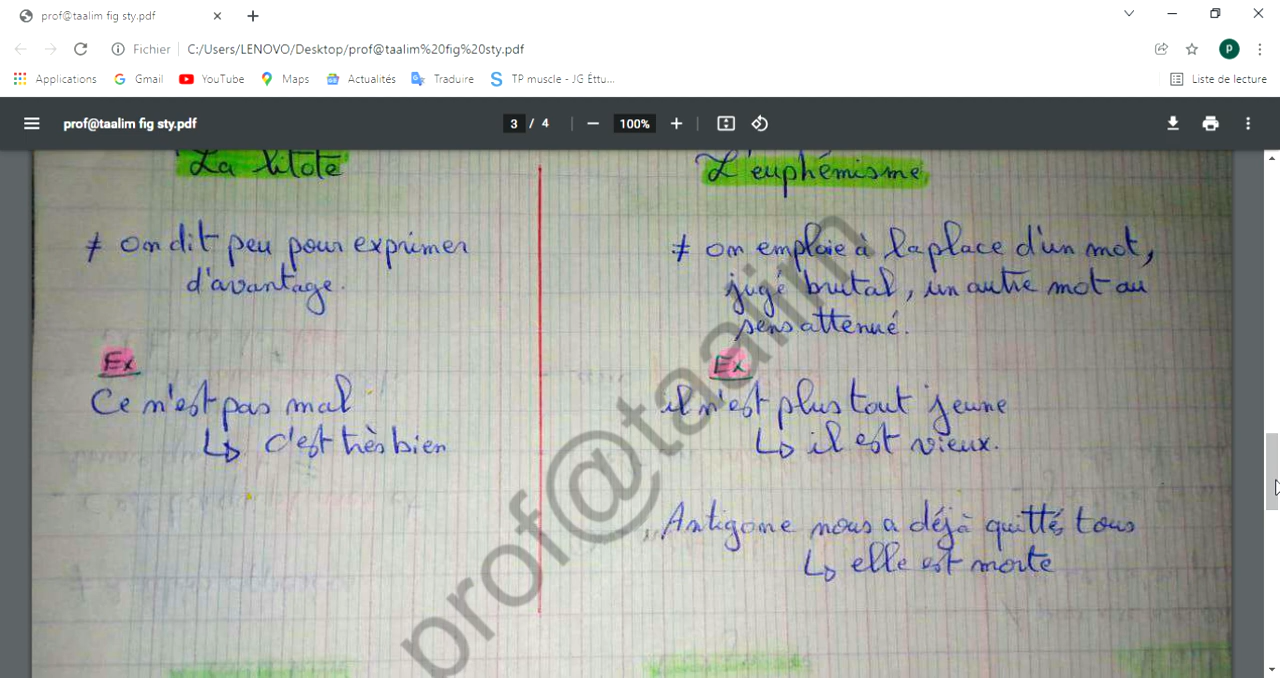 prof@taalim fig sty.pdf
Fichier
C:/Users/LENOVO/Desktop/prof@taalim%20fig%20sty.pdf
P
Applications
Gmail
YouTube
Maps
Actualités
Traduire
TP muscle - JG Éttu...
Liste de lecture
prof@taalim fig sty.pdf
3 / 4
100%
La litote
≠ on dit peu pour exprimer
d'avantage.
Ex
Ce n'est pas mal
↳ c'est très bien
L'euphémisme
≠ on emploie à la place d'un mot,
jugé brutal, un autre mot au
sens attenué.
Ex
il n'est plus tout jeune
↳ il est vieux.
Antigone nous a déjà quittés tous
↳ elle est morte
prof@taalim